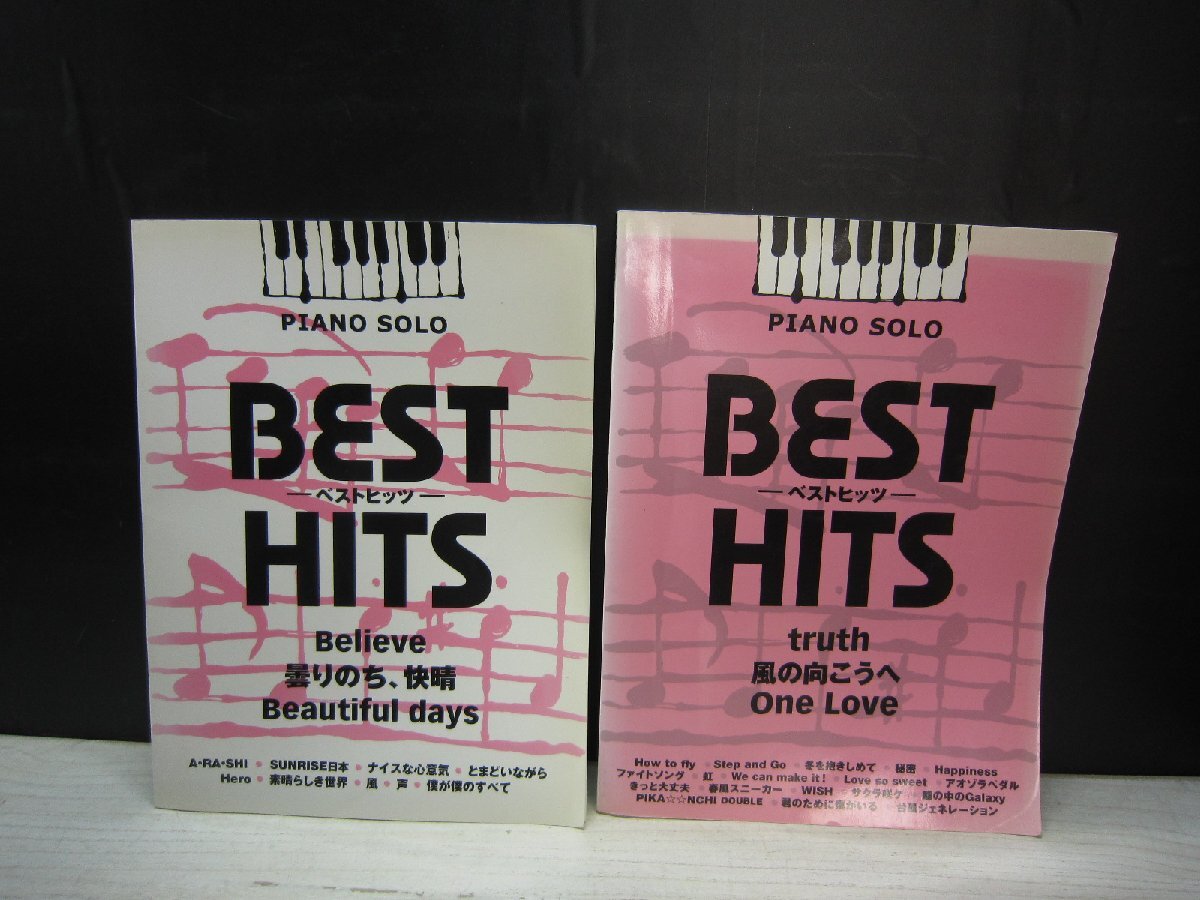 PIANO SOLO
BEST
ベストヒッツ
HITS
Believe
曇りのち、快晴
Beautiful days
A・RA・SHI ● SUNRISE日本 ● ナイスな心意気 ● とまどいながら
Hero ● 素晴らしき世界 ● 風 ● 声 ● 僕が僕のすべて
PIANO SOLO
BEST
ベストヒッツ
HITS
truth
風の向こうへ
One Love
How to fly ● Step and Go ● 冬を抱きしめて ● 秘密 ● Happiness
ファイトソング ● 虹 ● We can make it! ● Love so sweet ● アオゾラペダル
きっと大丈夫 ● 春風スニーカー ● WISH ● サクラ咲ケ ● 瞳の中のGalaxy
PIKA☆☆NCHI DOUBLE ● 君のために僕がいる ● 台風ジェネレーション